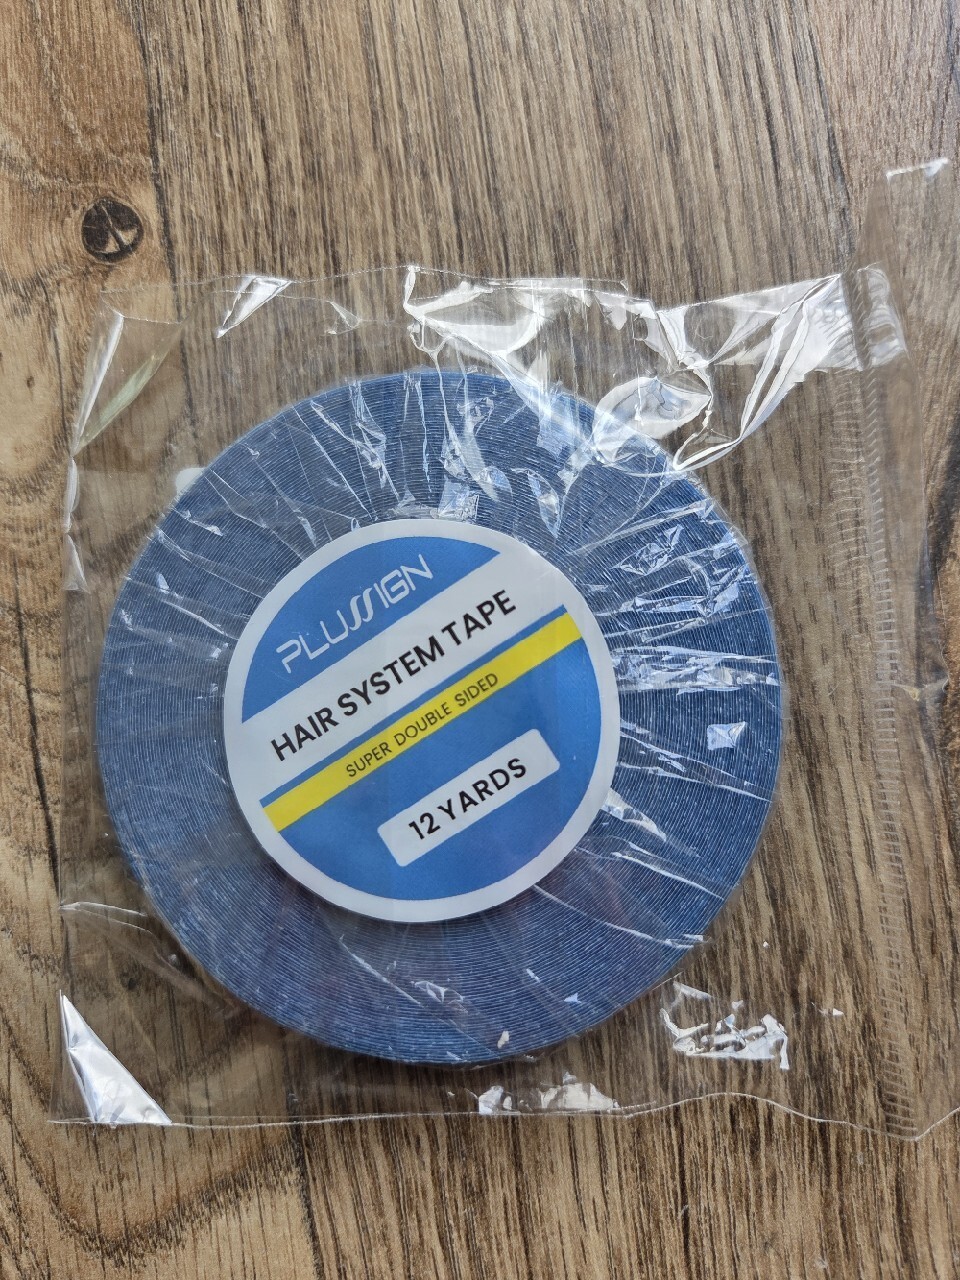 PLUSSIGN
HAIR SYSTEM TAPE
SUPER DOUBLE SIDED
12 YARDS